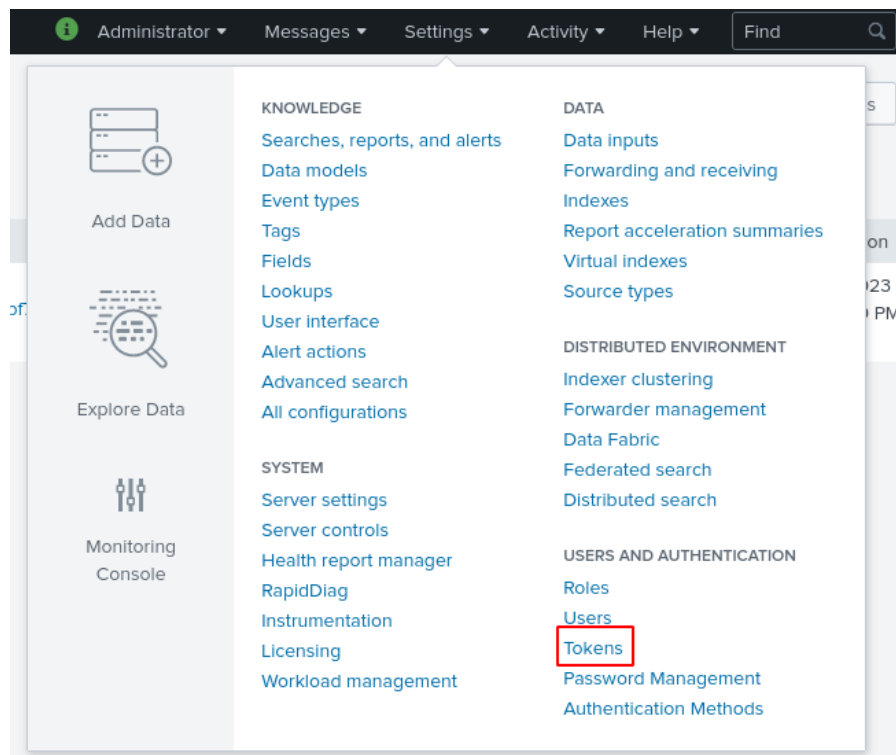 Administrator Messages Settings Activity Help Find
Add Data
Explore Data
Monitoring
Console
KNOWLEDGE
Searches, reports, and alerts
Data models
Event types
Tags
Fields
Lookups
User interface
Alert actions
Advanced search
All configurations
SYSTEM
Server settings
Server controls
Health report manager
RapidDiag
Instrumentation
Licensing
Workload management
DATA
Data inputs
Forwarding and receiving
Indexes
Report acceleration summaries
Virtual indexes
Source types
DISTRIBUTED ENVIRONMENT
Indexer clustering
Forwarder management
Data Fabric
Federated search
Distributed search
USERS AND AUTHENTICATION
Roles
Users
Tokens
Password Management
Authentication Methods
s
on
23
PM